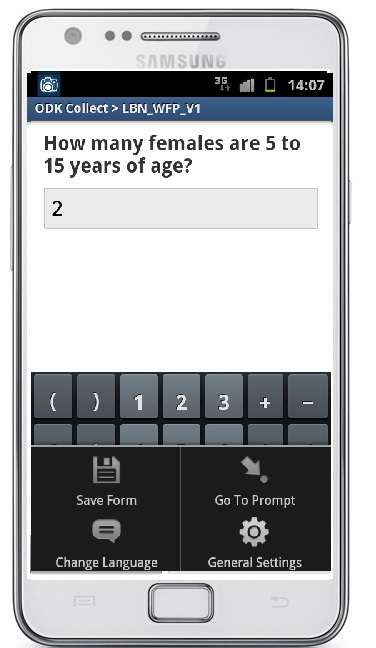 SAMSUNG
3G 14:07
ODK Collect > LBN_WFP_V1
How many females are 5 to
15 years of age?
2
( ) 1 2 3 + −
Save Form
Go To Prompt
Change Language
General Settings